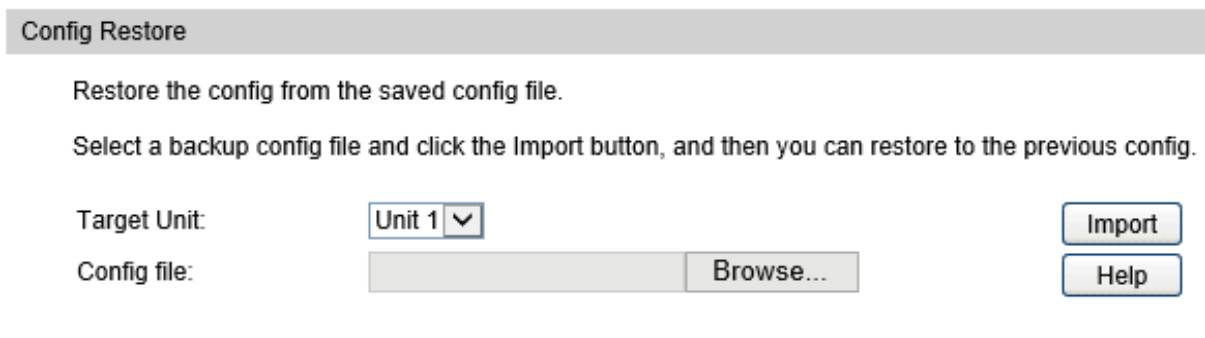 Config Restore
Restore the config from the saved config file.
Select a backup config file and click the Import button, and then you can restore to the previous config.
Target Unit: Unit 1 Import
Config file: Browse... Help